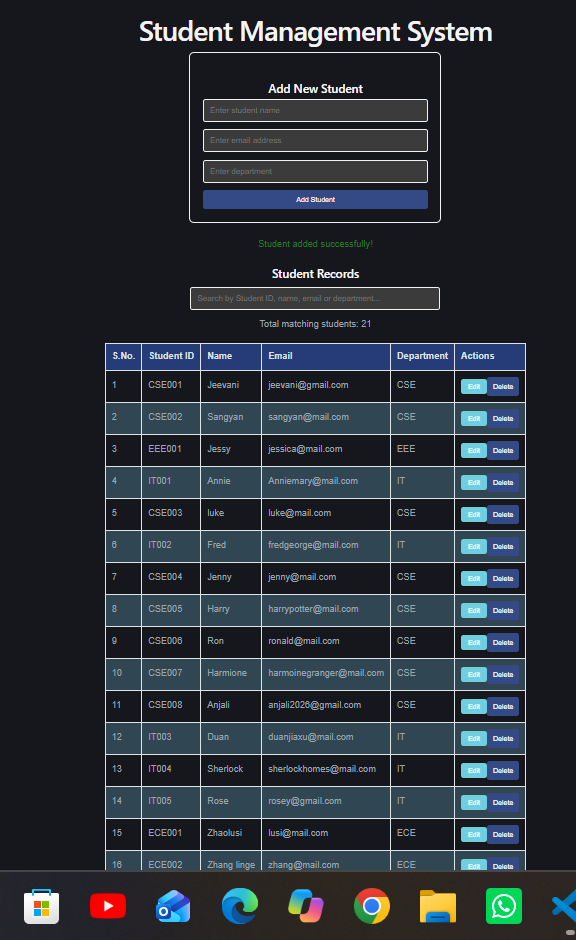 Student Management System
Add New Student
Enter student name
Enter email address
Enter department
Add Student
Student added successfully!
Student Records
Search by Student ID, name, email or department...
Total matching students: 21
S.No. Student ID Name Email Department Actions
1 CSE001 Jeevani jeevani@gmail.com CSE Edit Delete
2 CSE002 Sangyan sangyan@mail.com CSE Edit Delete
3 EEE001 Jessy jessica@mail.com EEE Edit Delete
4 IT001 Annie Anniemary@mail.com IT Edit Delete
5 CSE003 luke luke@mail.com CSE Edit Delete
6 IT002 Fred fredgeorge@mail.com IT Edit Delete
7 CSE004 Jenny jenny@mail.com CSE Edit Delete
8 CSE005 Harry harrypotter@mail.com CSE Edit Delete
9 CSE006 Ron ronald@mail.com CSE Edit Delete
10 CSE007 Harmione harmoinegranger@mail.com CSE Edit Delete
11 CSE008 Anjali anjali2026@gmail.com CSE Edit Delete
12 IT003 Duan duanjiaxu@mail.com IT Edit Delete
13 IT004 Sherlock sherlockhomes@mail.com IT Edit Delete
14 IT005 Rose rosey@gmail.com IT Edit Delete
15 ECE001 Zhaolusi lusi@mail.com ECE Edit Delete
16 ECE002 Zhang linge zhang@mail.com ECE Edit Delete